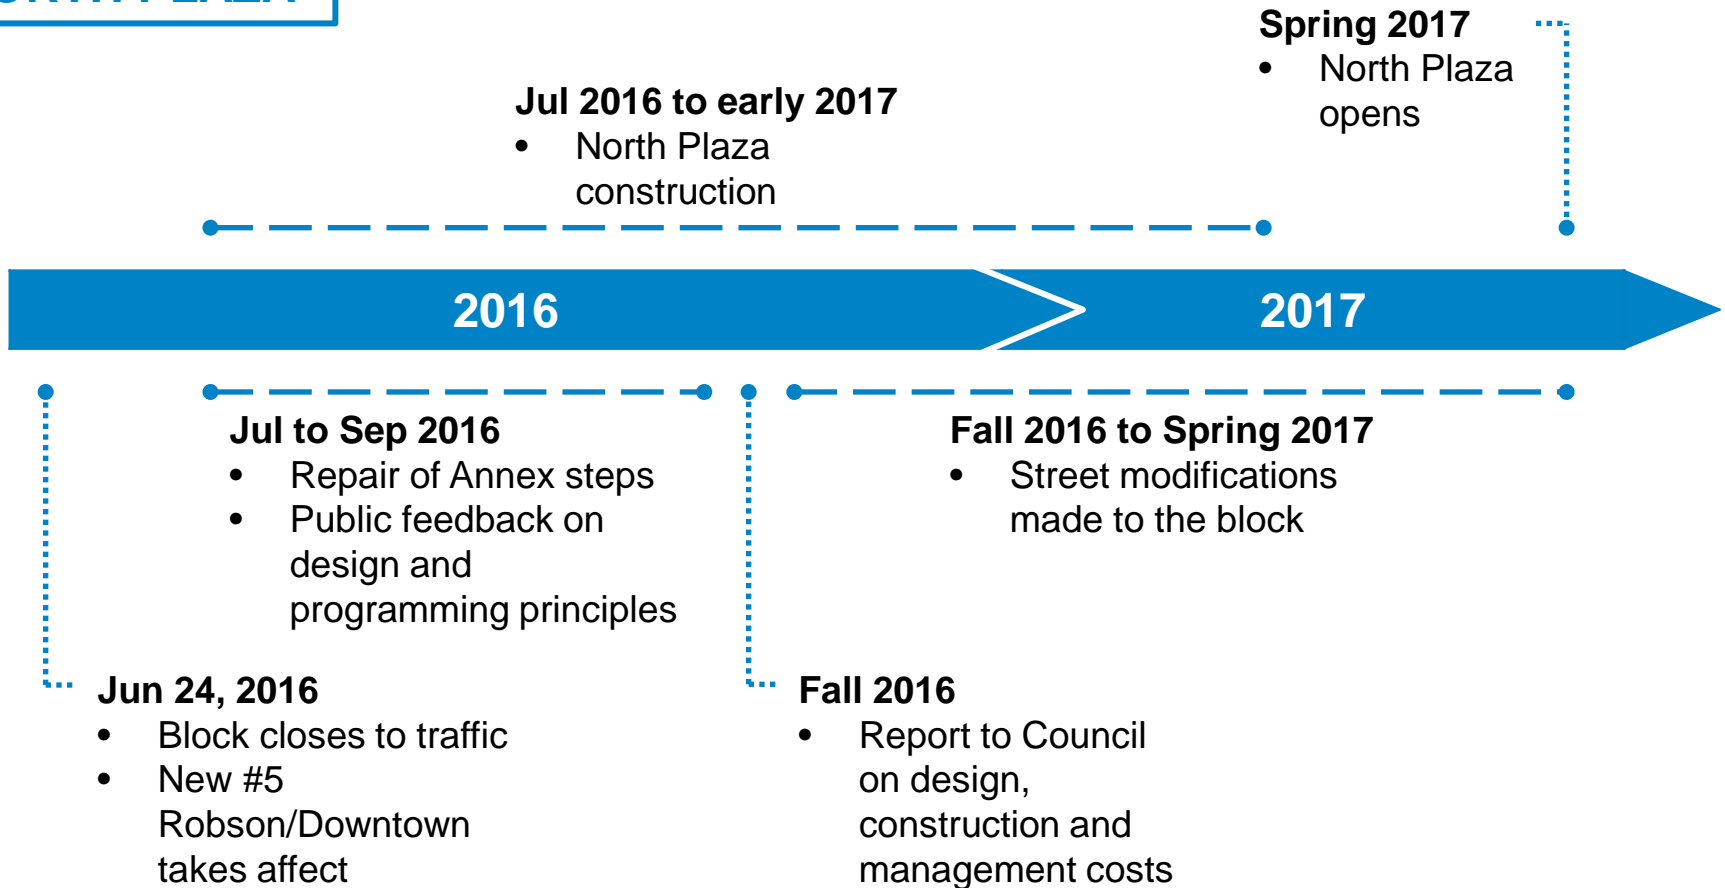 PLAZA
Spring 2017
• North Plaza
opens
Jul 2016 to early 2017
• North Plaza
construction
2016
2017
Jul to Sep 2016
• Repair of Annex steps
• Public feedback on
design and
programming principles
Fall 2016 to Spring 2017
• Street modifications
made to the block
Jun 24, 2016
• Block closes to traffic
• New #5
Robson/Downtown
takes affect
Fall 2016
• Report to Council
on design,
construction and
management costs